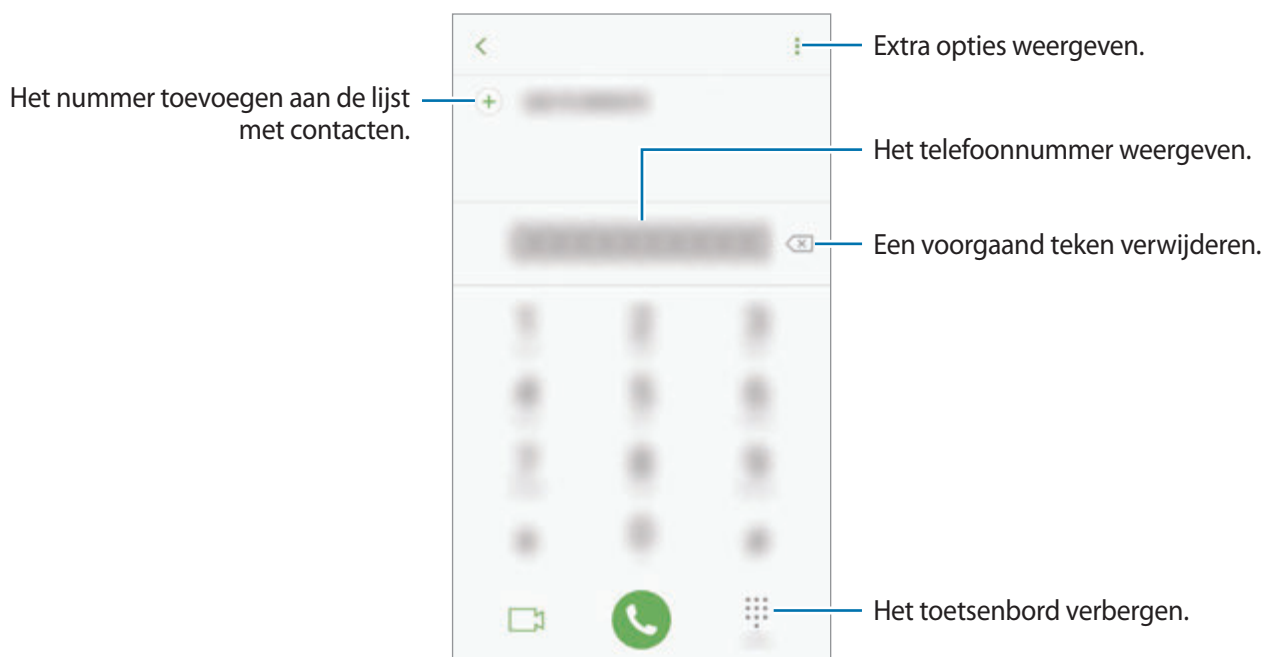 Extra opties weergeven.
Het nummer toevoegen aan de lijst
met contacten.
Het telefoonnummer weergeven.
Een voorgaand teken verwijderen.
Het toetsenbord verbergen.